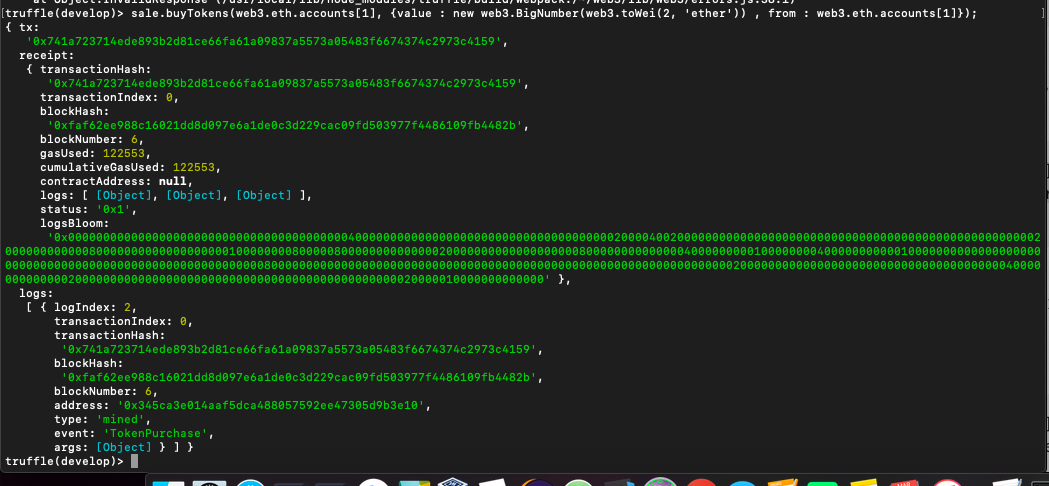 at Object.InvalidResponse (/usr/local/lib/node_modules/truffle/build/webpack:/~/web3/lib/web3/errors.js:38:1)
[truffle(develop)> sale.buyTokens(web3.eth.accounts[1], {value : new web3.BigNumber(web3.toWei(2, 'ether')) , from : web3.eth.accounts[1]}); ]
{ tx:
'0x741a723714ede893b2d81ce66fa61a09837a5573a05483f6674374c2973c4159',
receipt:
{ transactionHash:
'0x741a723714ede893b2d81ce66fa61a09837a5573a05483f6674374c2973c4159',
transactionIndex: 0,
blockHash:
'0xfaf62ee988c16021dd8d097e6a1de0c3d229cac09fd503977f4486109fb4482b',
blockNumber: 6,
gasUsed: 122553,
cumulativeGasUsed: 122553,
contractAddress: null,
logs: [ [Object], [Object], [Object] ],
status: '0x1',
logsBloom:
},
logs:
[ { logIndex: 2,
transactionIndex: 0,
transactionHash:
'0x741a723714ede893b2d81ce66fa61a09837a5573a05483f6674374c2973c4159',
blockHash:
'0xfaf62ee988c16021dd8d097e6a1de0c3d229cac09fd503977f4486109fb4482b',
blockNumber: 6,
address: '0x345ca3e014aaf5dca488057592ee47305d9b3e10',
type: 'mined',
event: 'TokenPurchase',
args: [Object] } ] }
truffle(develop)>